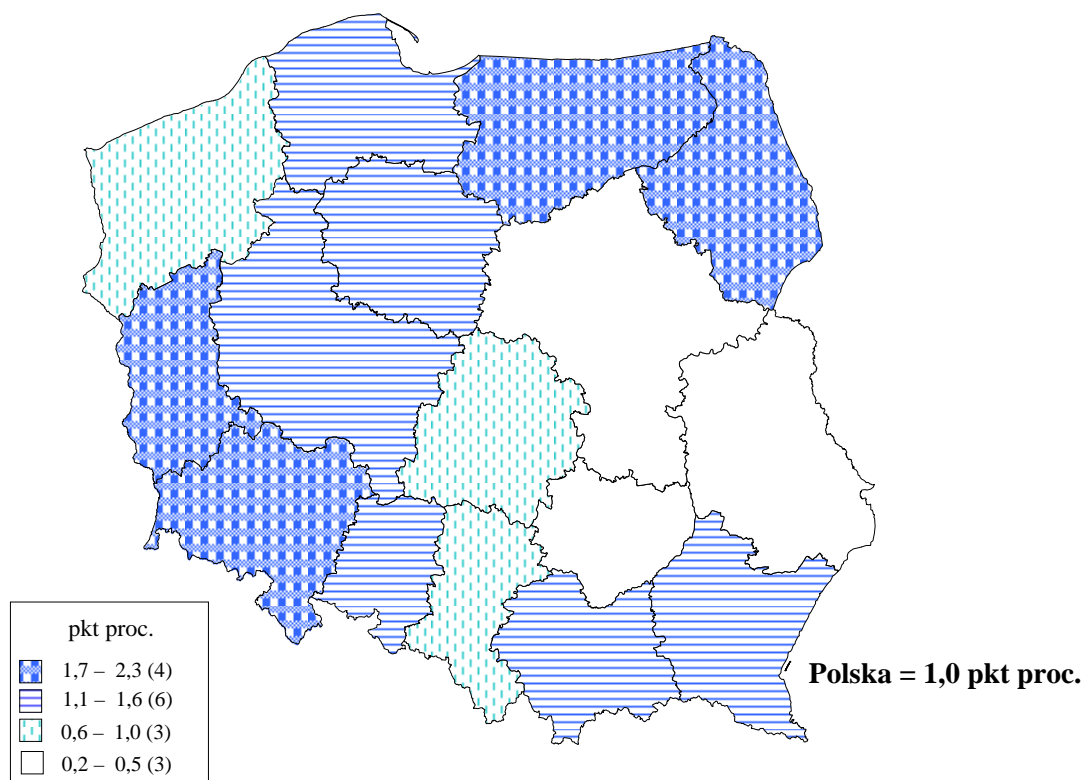 pkt proc.
1,7 – 2,3 (4)
1,1 – 1,6 (6)
0,6 – 1,0 (3)
0,2 – 0,5 (3)
Polska = 1,0 pkt proc.